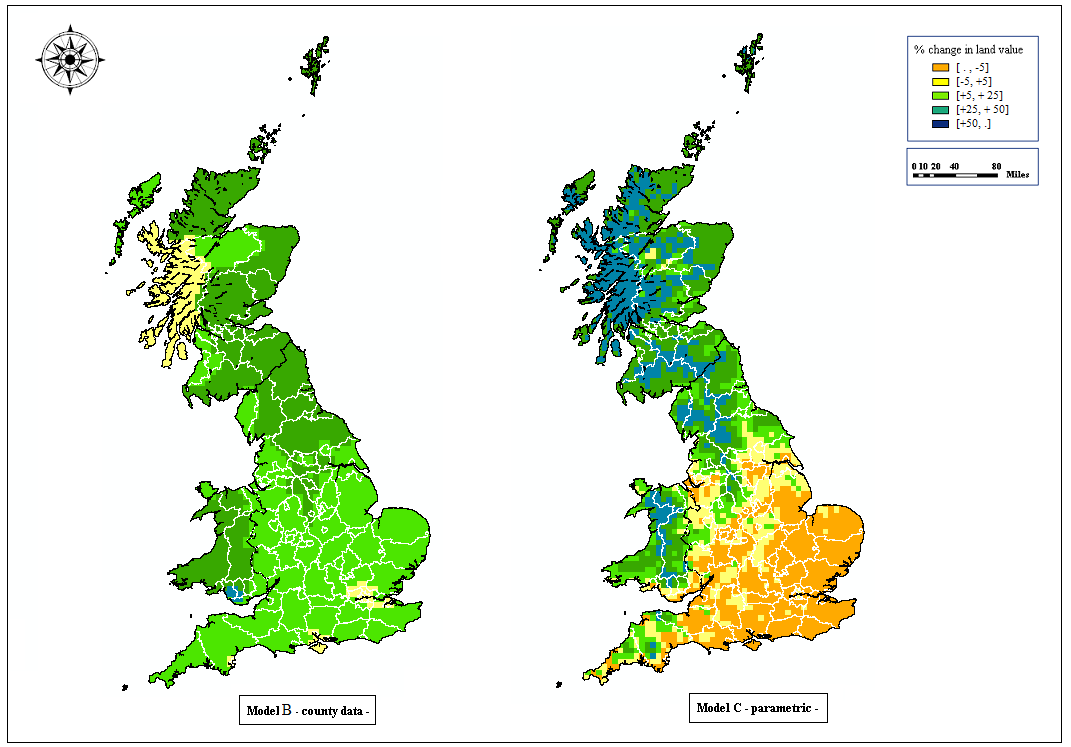 % change in land value
[ . , -5]
[-5, +5]
[+5, + 25]
[+25, + 50]
[+50, .]
0 10 20 40 80
Miles
Model B - county data -
Model C - parametric -